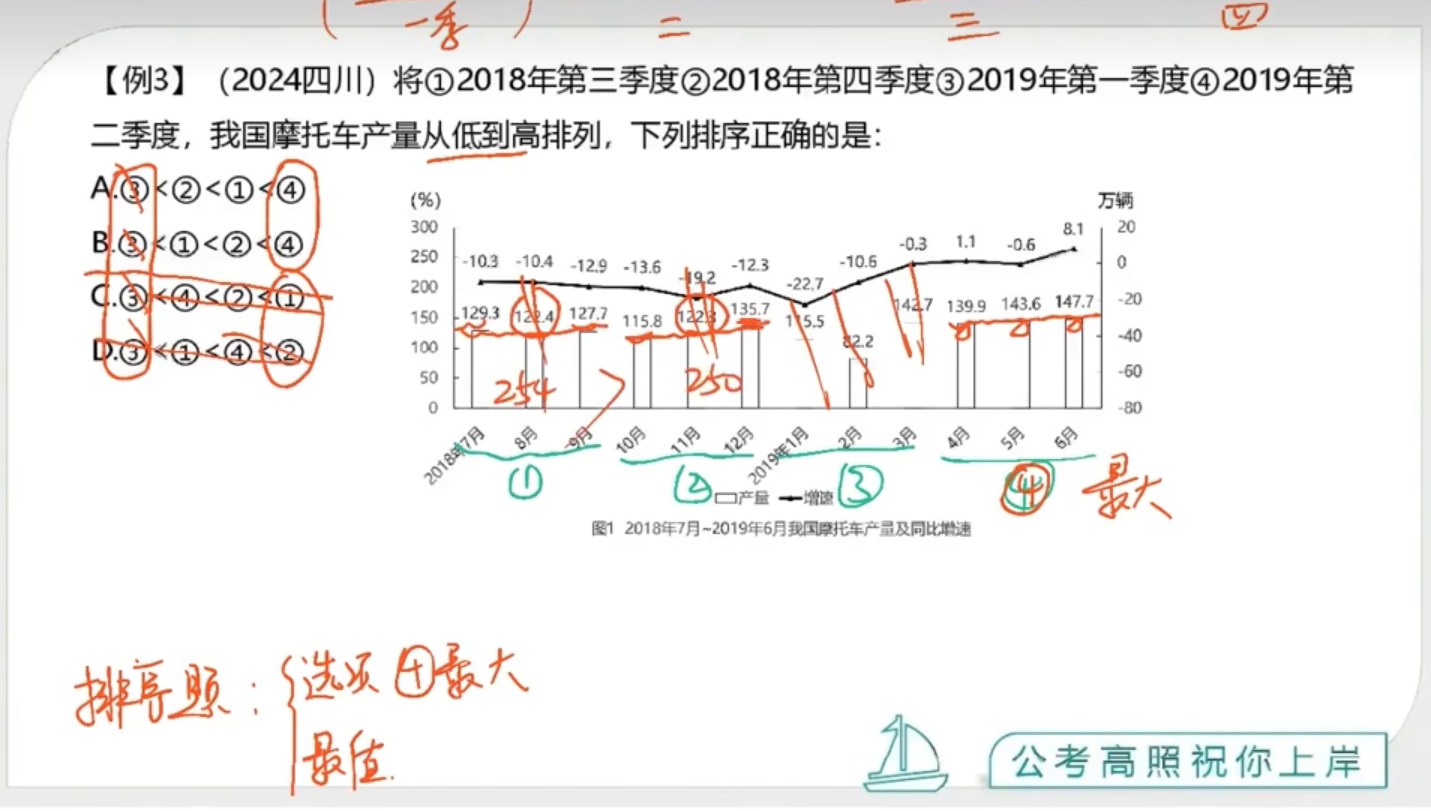 一季 二 三 四
【例3】（2024四川）将①2018年第三季度②2018年第四季度③2019年第一季度④2019年第
二季度，我国摩托车产量从低到高排列，下列排序正确的是：
A.③<②<①<④
B.③<①<②<④
C.③<④<②<①
D.③<①<④<②
(%) 万辆
300 20
250 0
200 -20
150 -40
100 -60
50 -80
0
-10.3 -10.4 -12.9 -13.6 -19.2 -12.3 -22.7 -10.6 -0.3 1.1 -0.6 8.1
129.3 122.4 127.7 115.8 122.3 135.7 115.5 82.2 142.7 139.9 143.6 147.7
254 250
2018年7月 8月 9月 10月 11月 12月 2019年1月 2月 3月 4月 5月 6月
① ② ③ ④ 最大
产量 增速
图1 2018年7月~2019年6月我国摩托车产量及同比增速
排序题：
选项 ④最大
最值.
公考高照祝你上岸